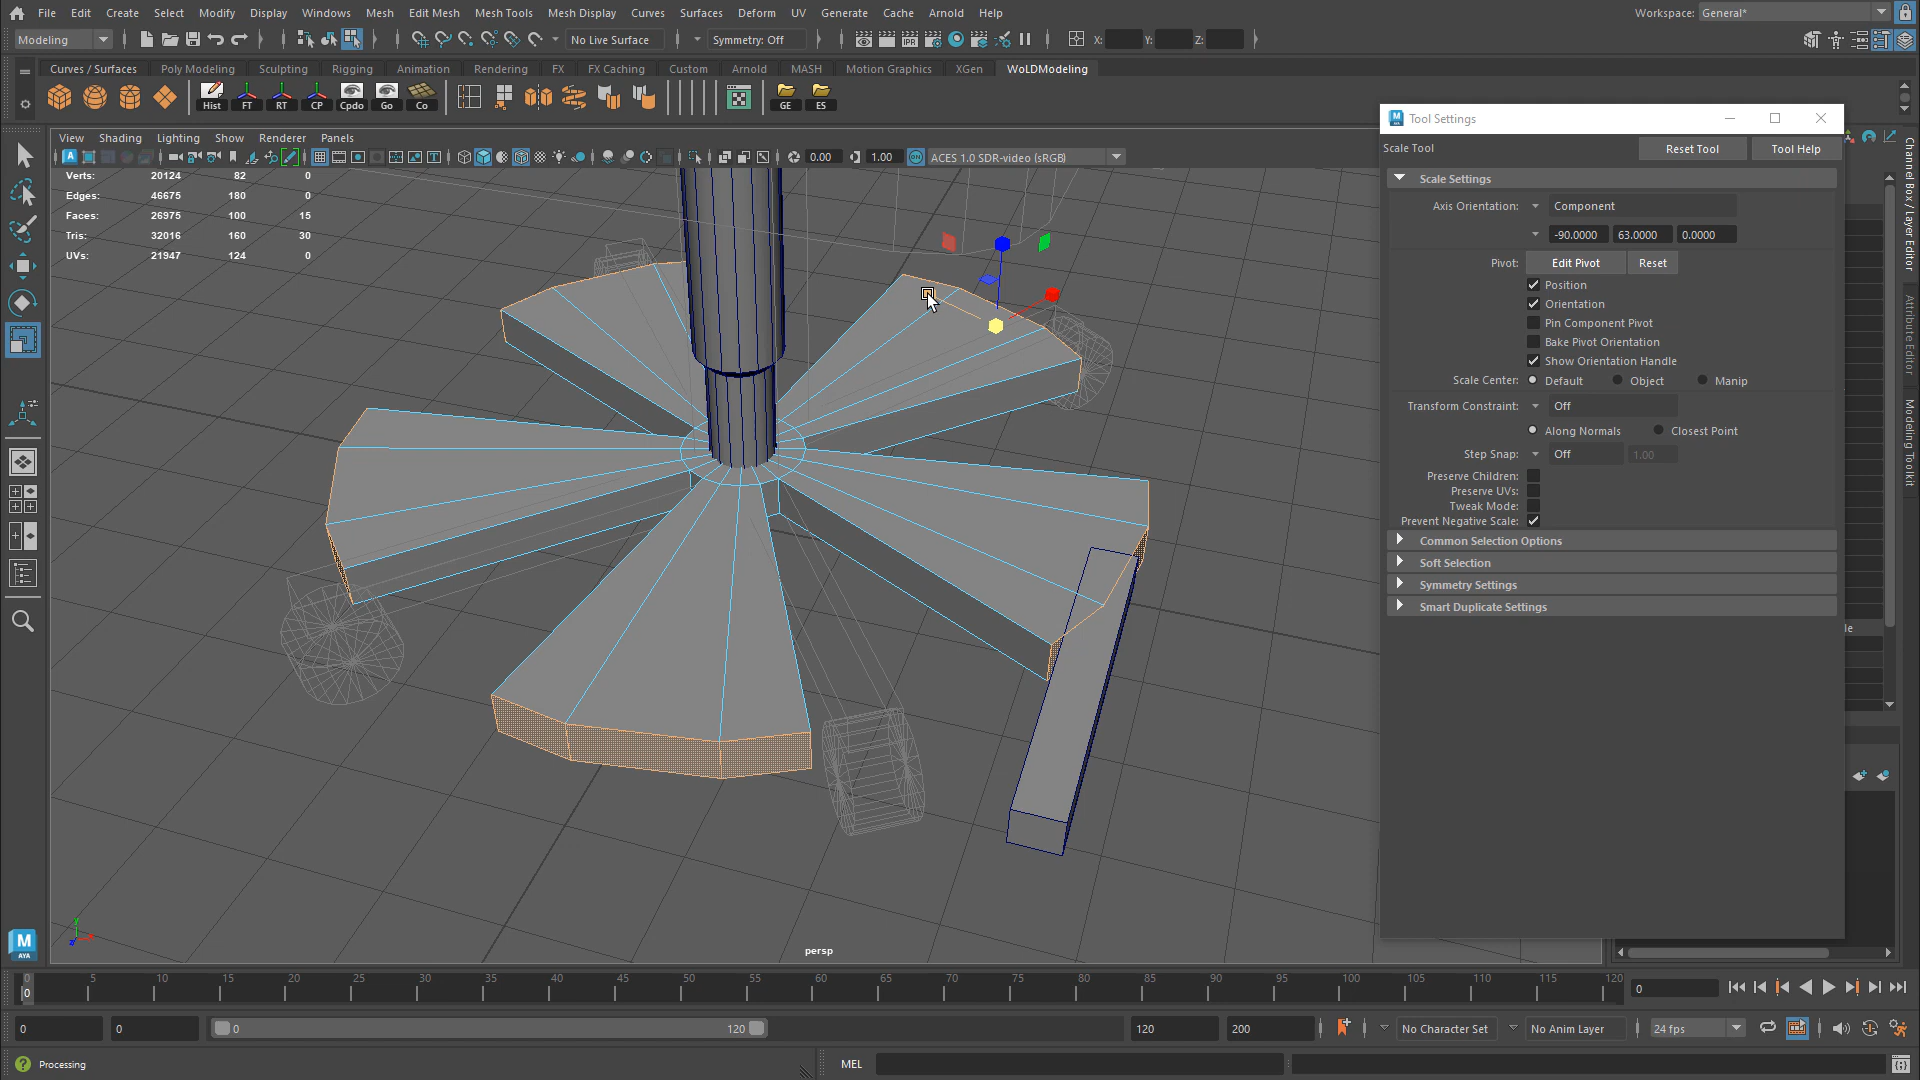 File Edit Create Select Modify Display Windows Mesh Edit Mesh Mesh Tools Mesh Display Curves Surfaces Deform UV Generate Cache Arnold Help
Workspace: General*
Modeling
No Live Surface
Symmetry: Off
X: Y: Z:
Curves / Surfaces Poly Modeling Sculpting Rigging Animation Rendering FX FX Caching Custom Arnold MASH Motion Graphics XGen WoLDModeling
Hist FT RT CP Cpdo Go Co GE ES
View Shading Lighting Show Renderer Panels
0.00 1.00 ACES 1.0 SDR-video (sRGB)
Verts: 20124 82 0
Edges: 46675 180 0
Faces: 26975 100 15
Tris: 32016 160 30
UVs: 21947 124 0
Tool Settings
Scale Tool
Reset Tool
Tool Help
Scale Settings
Axis Orientation: Component
-90.0000 63.0000 0.0000
Pivot: Edit Pivot Reset
Position
Orientation
Pin Component Pivot
Bake Pivot Orientation
Show Orientation Handle
Scale Center: Default Object Manip
Transform Constraint: Off
Along Normals Closest Point
Step Snap: Off 1.00
Preserve Children:
Preserve UVs:
Tweak Mode:
Prevent Negative Scale:
Common Selection Options
Soft Selection
Symmetry Settings
Smart Duplicate Settings
Channel Box / Layer Editor
Attribute Editor
Modeling Toolkit
persp
M
AYA
0 5 10 15 20 25 30 35 40 45 50 55 60 65 70 75 80 85 90 95 100 105 110 115 120
0
0
0 0 0 120 120 200 No Character Set No Anim Layer 24 fps
Processing
MEL